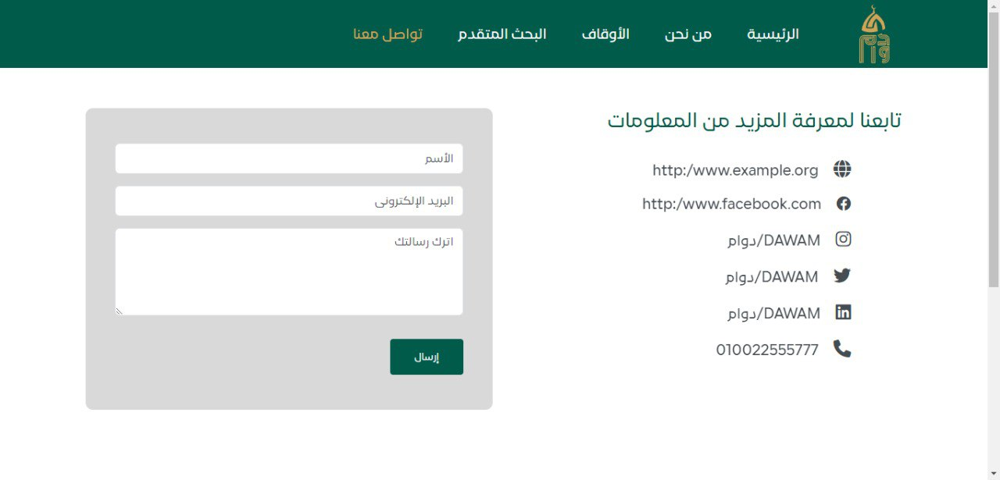 الرئيسية
من نحن
الأوقاف
البحث المتقدم
تواصل معنا
تابعنا لمعرفة المزيد من المعلومات
http:/www.example.org
http:/www.facebook.com
DAWAM/دوام
DAWAM/دوام
DAWAM/دوام
010022555777
الأسم
البريد الإلكترونى
اترك رسالتك
إرسال